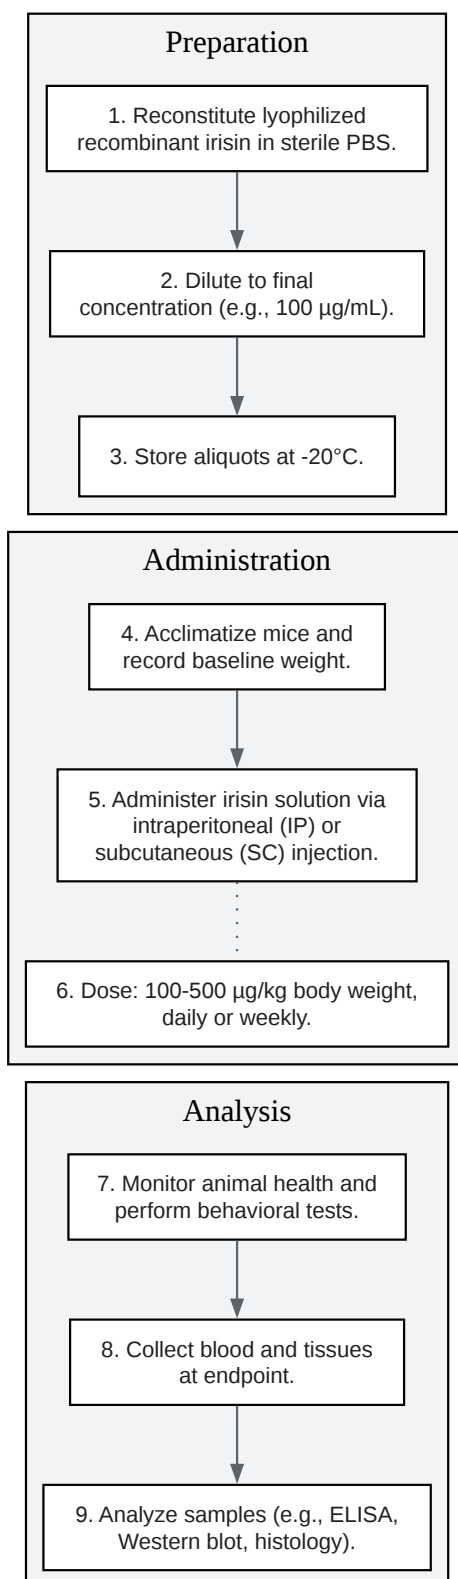 Preparation
1. Reconstitute lyophilized
recombinant irisin in sterile PBS.
2. Dilute to final
concentration (e.g., 100 µg/mL).
3. Store aliquots at -20°C.
Administration
4. Acclimatize mice and
record baseline weight.
5. Administer irisin solution via
intraperitoneal (IP) or
subcutaneous (SC) injection.
6. Dose: 100-500 µg/kg body weight,
daily or weekly.
Analysis
7. Monitor animal health and
perform behavioral tests.
8. Collect blood and tissues
at endpoint.
9. Analyze samples (e.g., ELISA,
Western blot, histology).